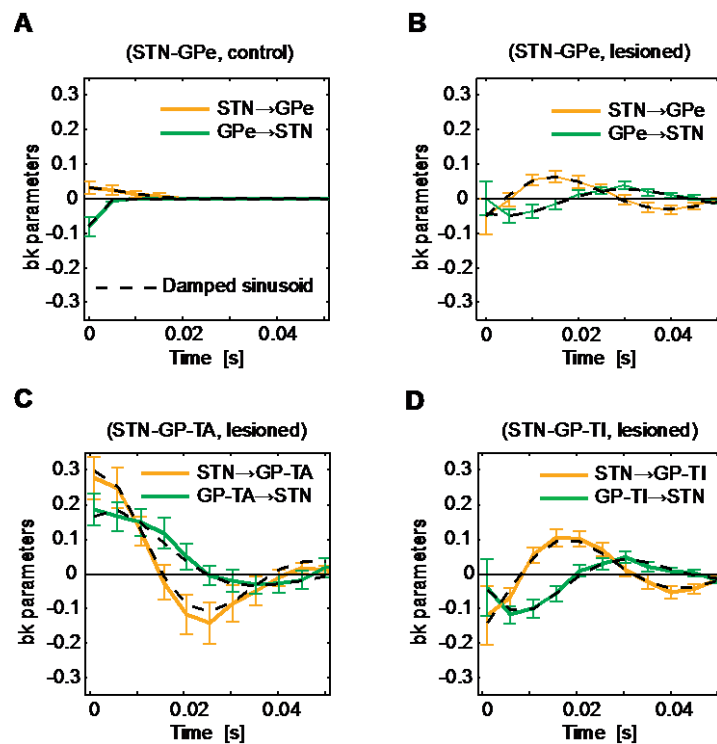 A
(STN-GPe, control)
0.3
0.2
0.1
0
-0.1
-0.2
-0.3
bk parameters
STN→GPe
GPe→STN
Damped sinusoid
0
0.02
0.04
Time [s]
B
(STN-GPe, lesioned)
0.3
0.2
0.1
0
-0.1
-0.2
-0.3
bk parameters
STN→GPe
GPe→STN
0
0.02
0.04
Time [s]
C
(STN-GP-TA, lesioned)
0.3
0.2
0.1
0
-0.1
-0.2
-0.3
bk parameters
STN→GP-TA
GP-TA→STN
0
0.02
0.04
Time [s]
D
(STN-GP-TI, lesioned)
0.3
0.2
0.1
0
-0.1
-0.2
-0.3
bk parameters
STN→GP-TI
GP-TI→STN
0
0.02
0.04
Time [s]